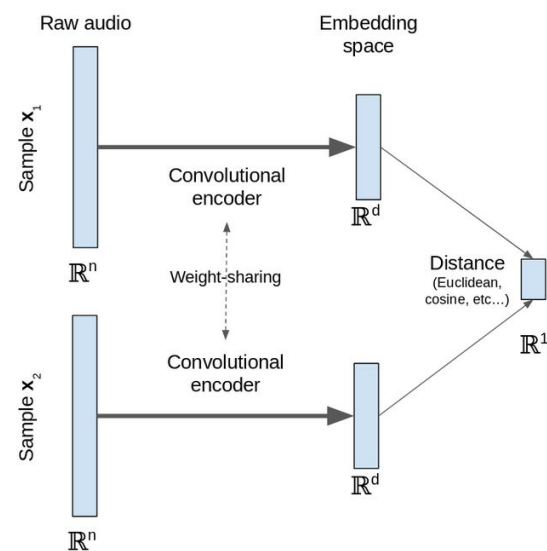 Raw audio
Embedding
space
Sample x₁
Convolutional
encoder
ℝᵈ
ℝⁿ
Distance
(Euclidean,
cosine, etc...)
Weight-sharing
ℝ¹
Convolutional
encoder
Sample x₂
ℝᵈ
ℝⁿ